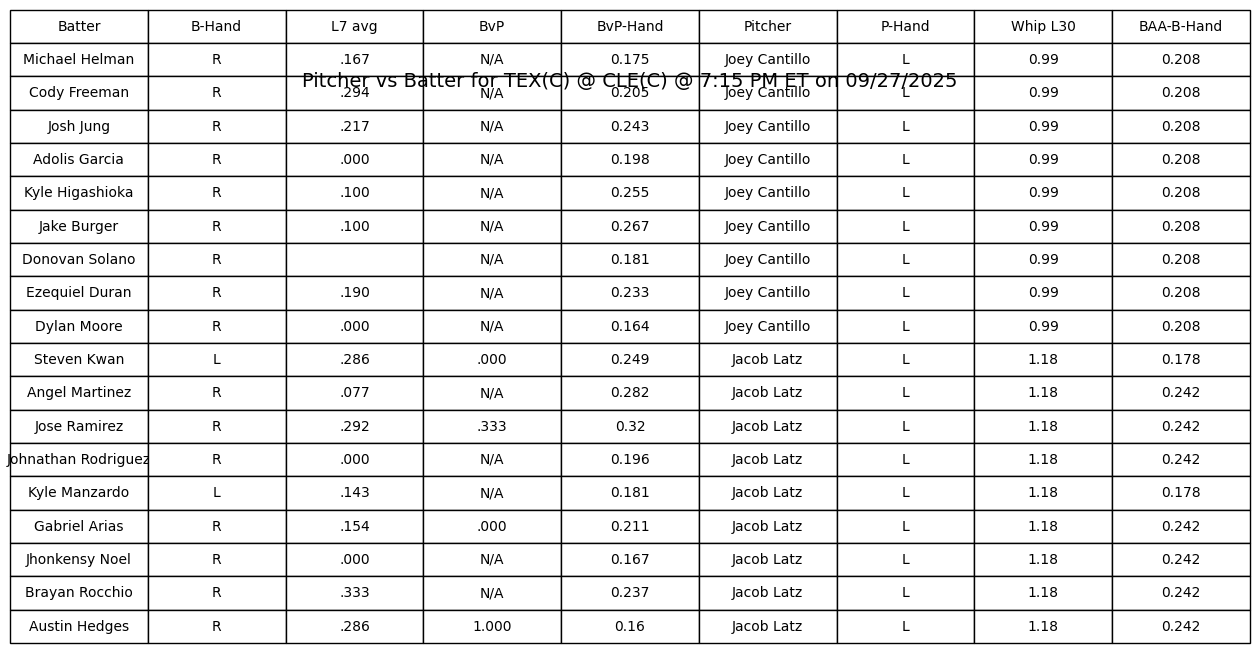 Batter B-Hand L7 avg BvP BvP-Hand Pitcher P-Hand Whip L30 BAA-B-Hand
Michael Helman R .167 N/A 0.175 Joey Cantillo L 0.99 0.208
Pitcher vs Batter for TEX(C) @ CLE(C) @ 7:15 PM ET on 09/27/2025
Cody Freeman R .294 N/A 0.205 Joey Cantillo L 0.99 0.208
Josh Jung R .217 N/A 0.243 Joey Cantillo L 0.99 0.208
Adolis Garcia R .000 N/A 0.198 Joey Cantillo L 0.99 0.208
Kyle Higashioka R .100 N/A 0.255 Joey Cantillo L 0.99 0.208
Jake Burger R .100 N/A 0.267 Joey Cantillo L 0.99 0.208
Donovan Solano R N/A 0.181 Joey Cantillo L 0.99 0.208
Ezequiel Duran R .190 N/A 0.233 Joey Cantillo L 0.99 0.208
Dylan Moore R .000 N/A 0.164 Joey Cantillo L 0.99 0.208
Steven Kwan L .286 .000 0.249 Jacob Latz L 1.18 0.178
Angel Martinez R .077 N/A 0.282 Jacob Latz L 1.18 0.242
Jose Ramirez R .292 .333 0.32 Jacob Latz L 1.18 0.242
Johnathan Rodriguez R .000 N/A 0.196 Jacob Latz L 1.18 0.242
Kyle Manzardo L .143 N/A 0.181 Jacob Latz L 1.18 0.178
Gabriel Arias R .154 .000 0.211 Jacob Latz L 1.18 0.242
Jhonkensy Noel R .000 N/A 0.167 Jacob Latz L 1.18 0.242
Brayan Rocchio R .333 N/A 0.237 Jacob Latz L 1.18 0.242
Austin Hedges R .286 1.000 0.16 Jacob Latz L 1.18 0.242